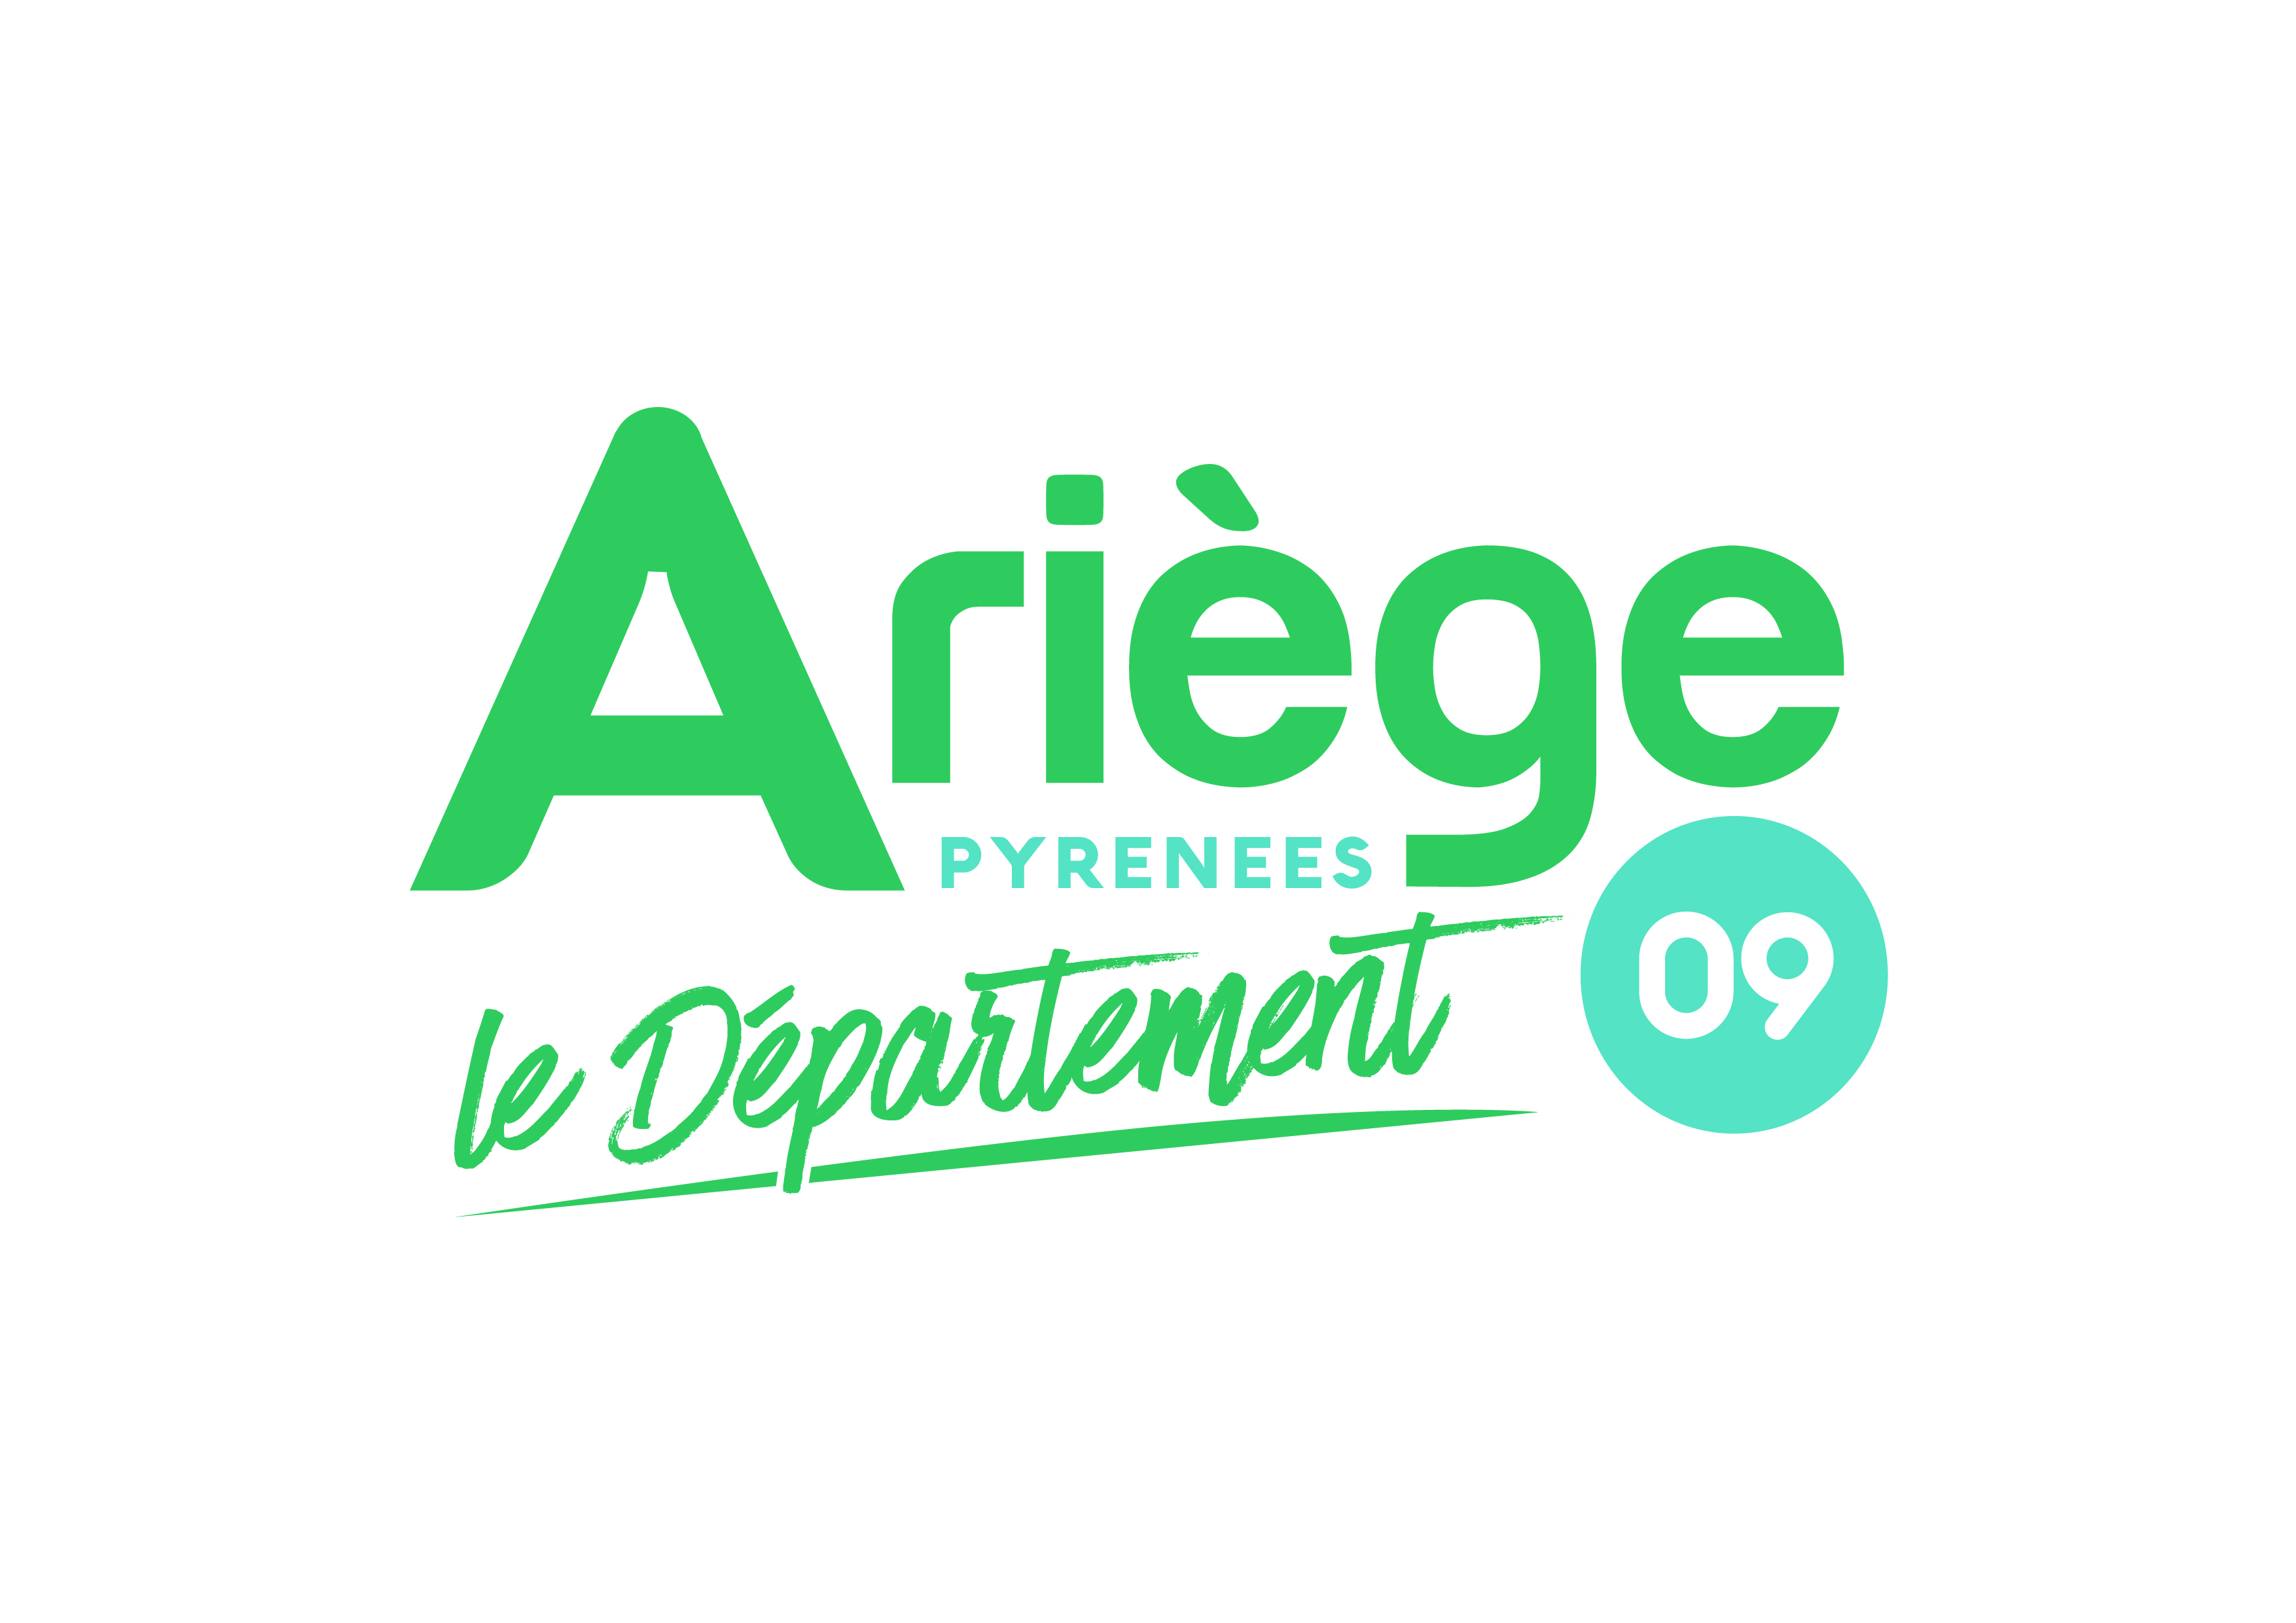 Ariège
PYRENEES
le Département
09